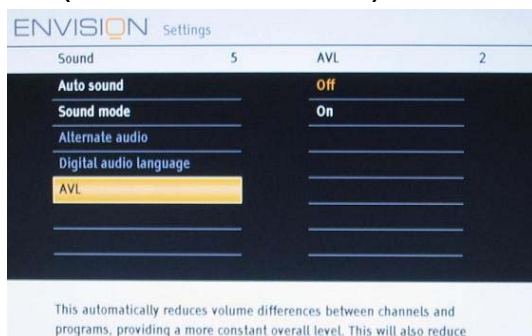 ENVISION Settings
Sound 5 AVL 2
Auto sound Off
Sound mode On
Alternate audio
Digital audio language
AVL
This automatically reduces volume differences between channels and
programs, providing a more constant overall level. This will also reduce